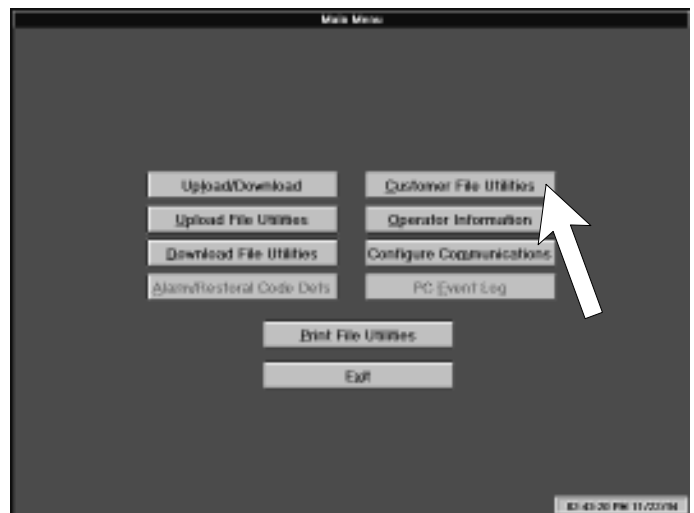 Main Menu
Upload/Download
Customer File Utilities
Upload File Utilities
Operator Information
Download File Utilities
Configure Communications
Alarm/Restoral Code Defs
PC Event Log
Print File Utilities
Exit